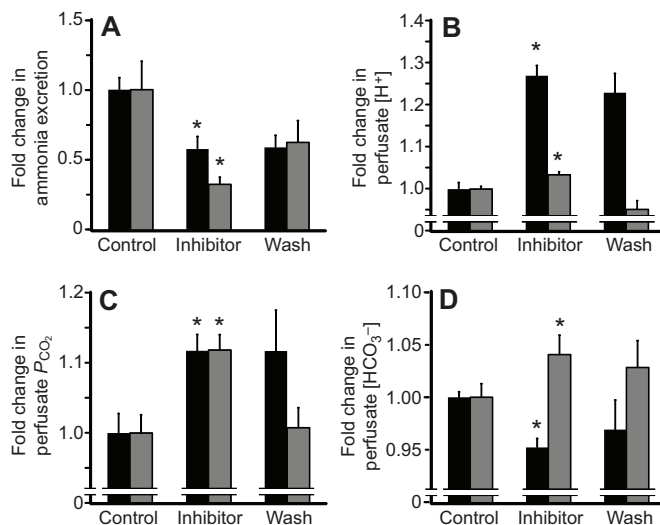 A
Fold change in
ammonia excretion
1.5
1.0
0.5
0
*
*
Control Inhibitor Wash
B
Fold change in
perfusate [H⁺]
1.4
1.3
1.2
1.1
1.0
0
*
*
Control Inhibitor Wash
C
Fold change in
perfusate PCO₂
1.2
1.1
1.0
0
* *
Control Inhibitor Wash
D
Fold change in
perfusate [HCO₃⁻]
1.10
1.05
1.00
0.95
0
*
*
Control Inhibitor Wash